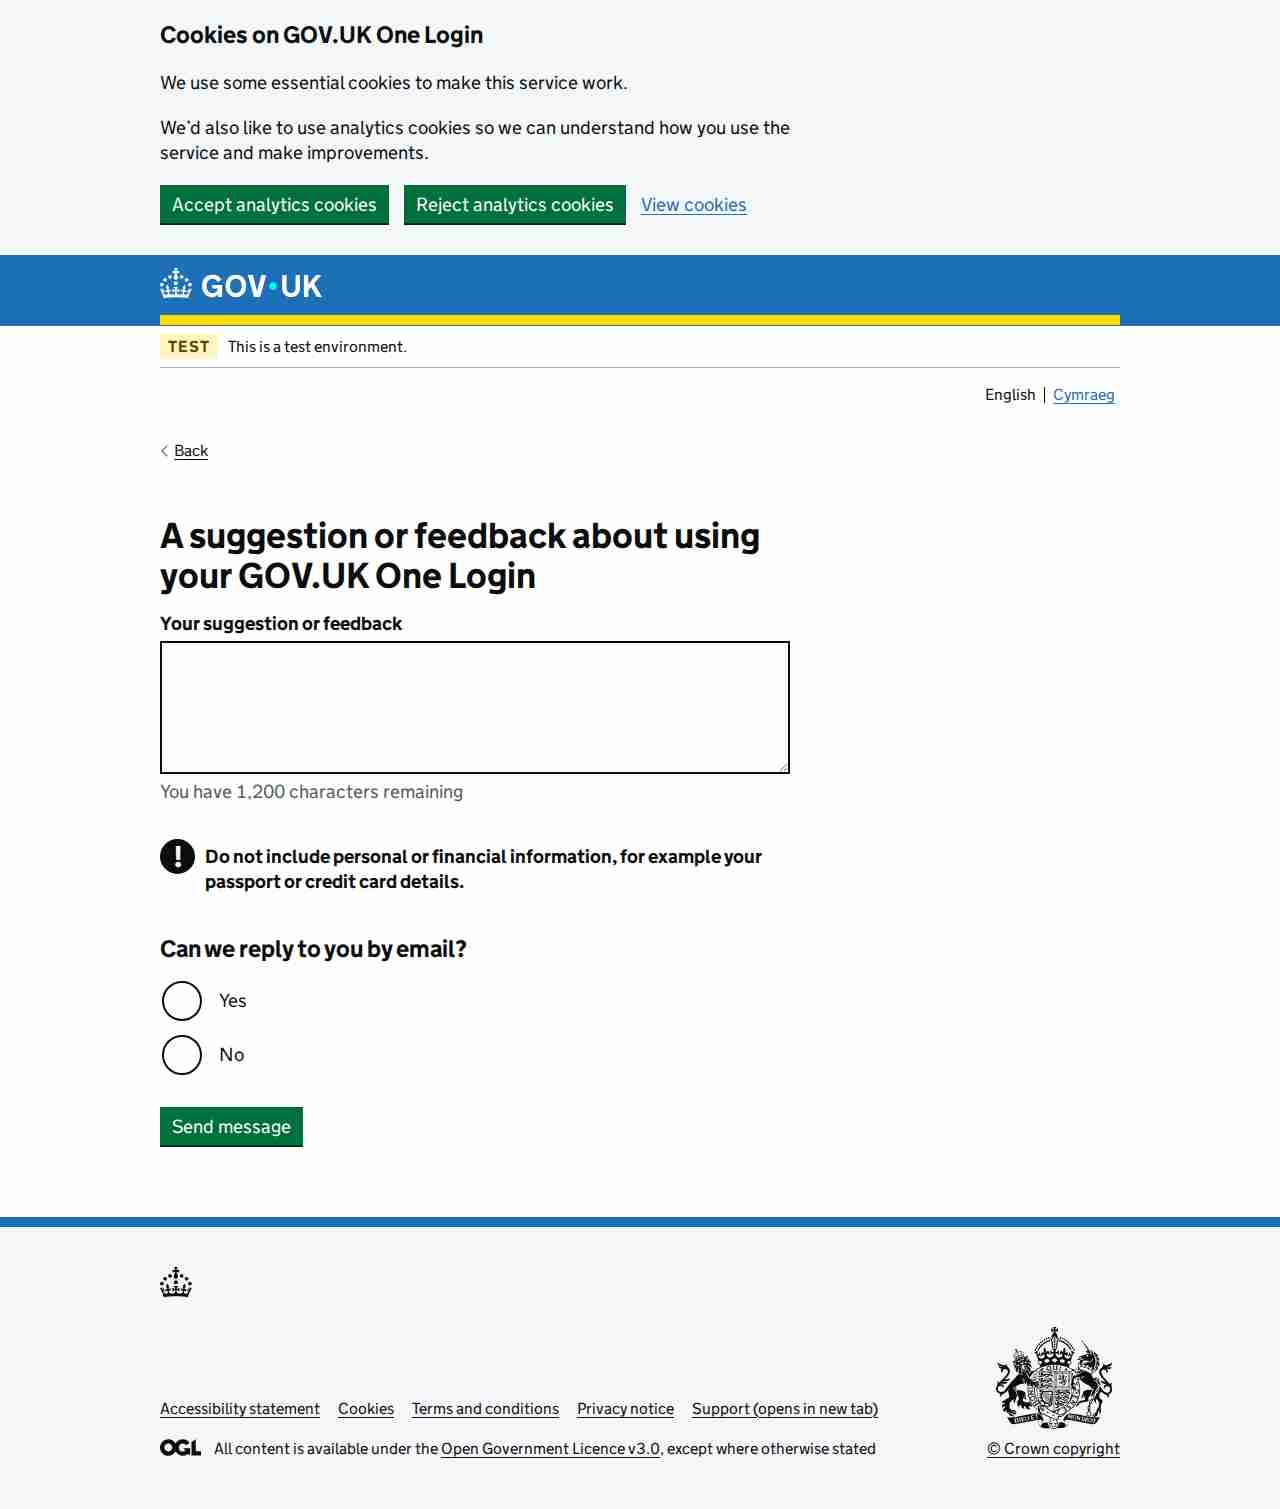 Cookies on GOV.UK One Login
We use some essential cookies to make this service work.
We'd also like to use analytics cookies so we can understand how you use the
service and make improvements.
Accept analytics cookies Reject analytics cookies View cookies
GOV·UK
TEST This is a test environment.
English Cymraeg
Back
A suggestion or feedback about using
your GOV.UK One Login
Your suggestion or feedback
You have 1,200 characters remaining
! Do not include personal or financial information, for example your
passport or credit card details.
Can we reply to you by email?
Yes
No
Send message
Accessibility statement Cookies Terms and conditions Privacy notice Support (opens in new tab)
OGL All content is available under the Open Government Licence v3.0, except where otherwise stated
© Crown copyright